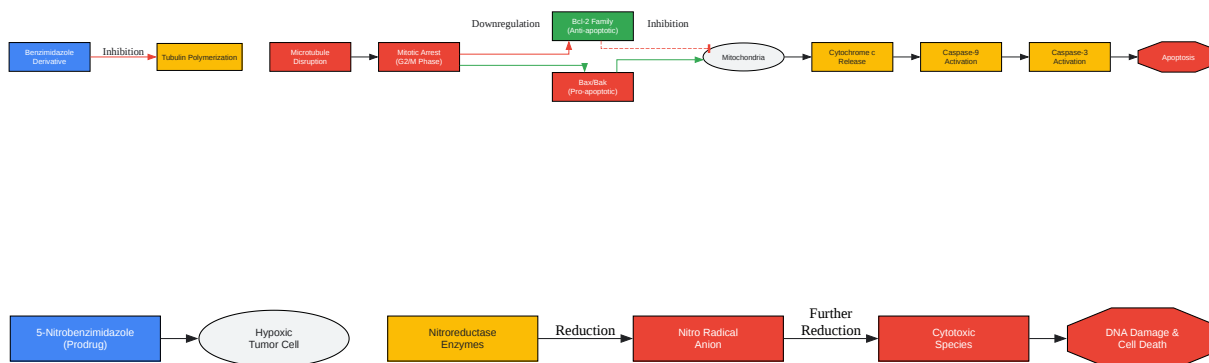 Downregulation
Bcl-2 Family
(Anti-apoptotic)
Inhibition
Benzimidazole
Derivative
Inhibition
Tubulin Polymerization
Microtubule
Disruption
Mitotic Arrest
(G2/M Phase)
Bax/Bak
(Pro-apoptotic)
Mitochondria
Cytochrome c
Release
Caspase-9
Activation
Caspase-3
Activation
Apoptosis
5-Nitrobenzimidazole
(Prodrug)
Hypoxic
Tumor Cell
Nitroreductase
Enzymes
Reduction
Nitro Radical
Anion
Further
Reduction
Cytotoxic
Species
DNA Damage &
Cell Death